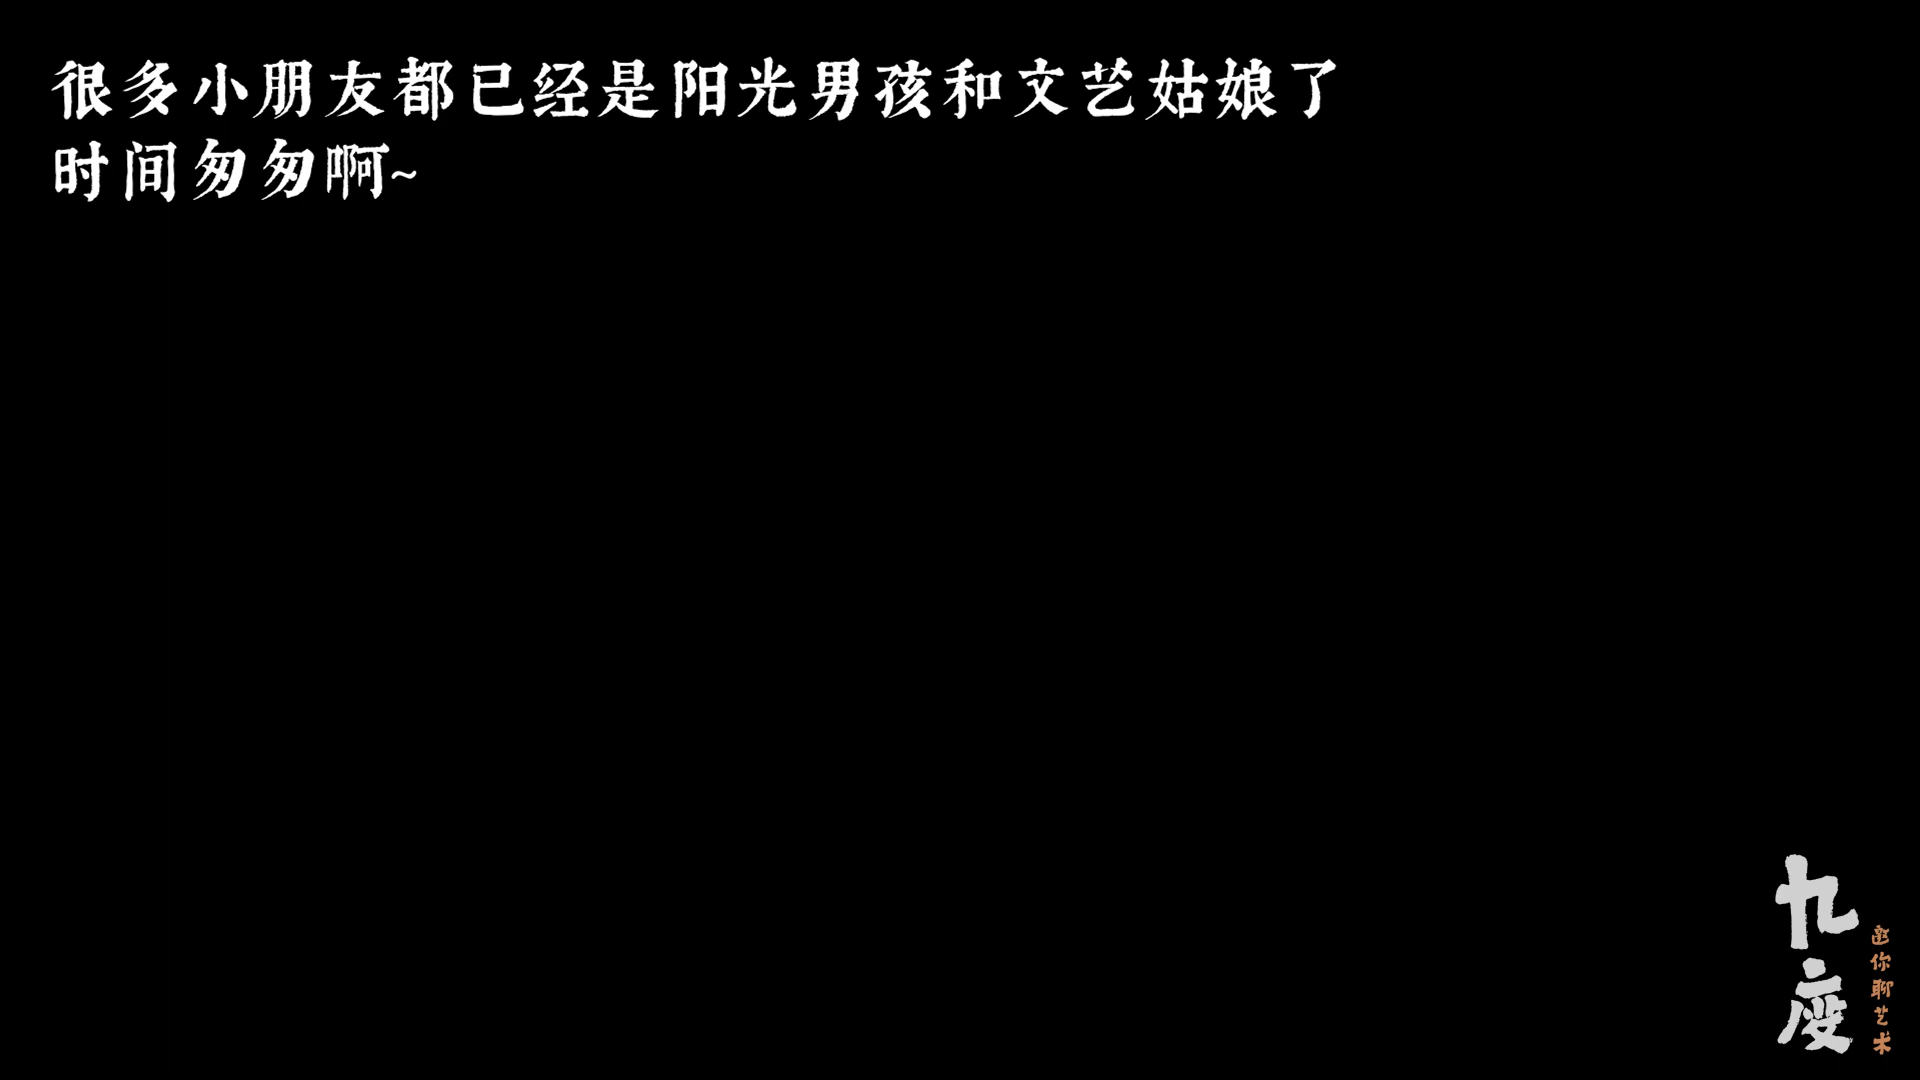 很多小朋友都已经是阳光男孩和文艺姑娘了
时间匆匆啊~
九度
邀你聊艺术